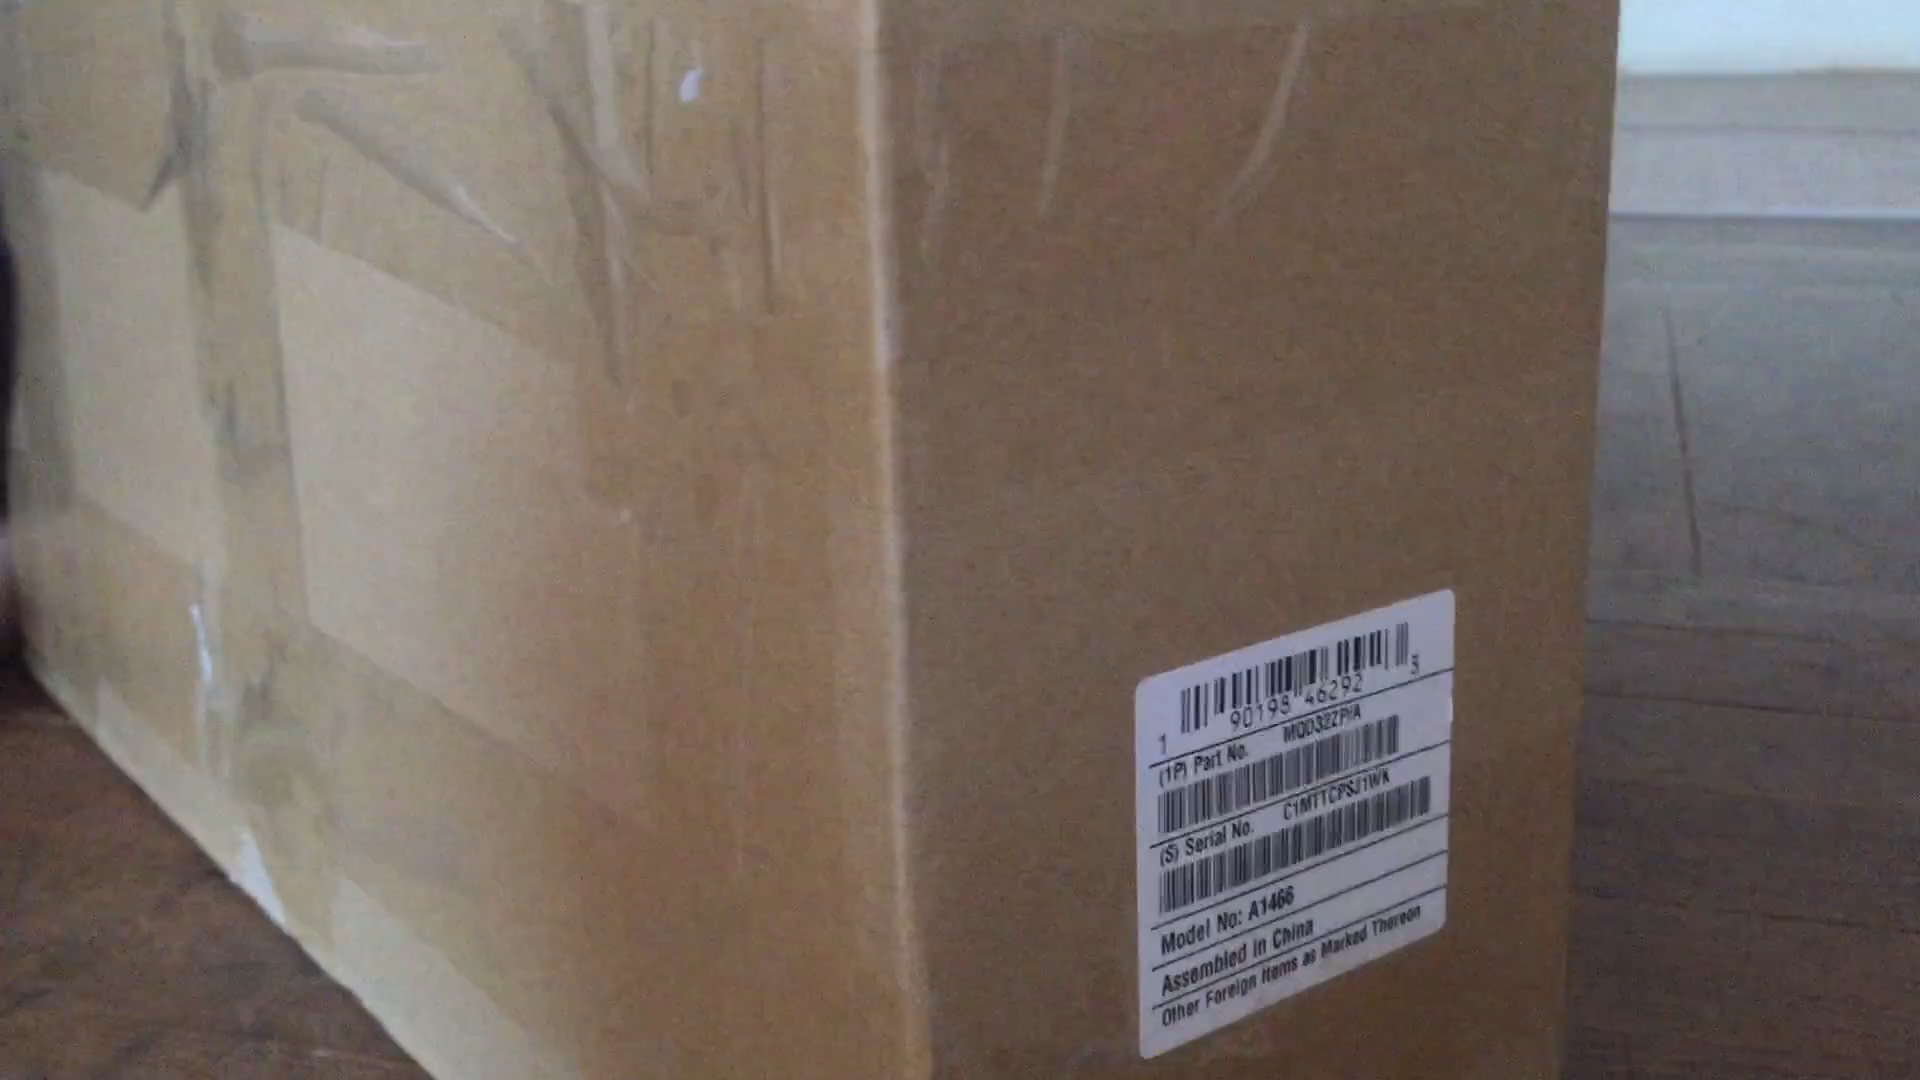 1 90198 46292 3
(1P) Part No. MQD32ZP/A
(S) Serial No. C1MTTCPSJ1WK
Model No: A1466
Assembled in China
Other Foreign Items as Marked Thereon